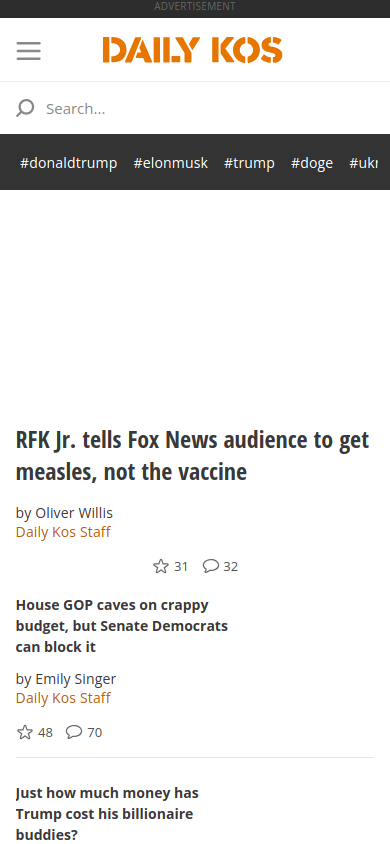 ADVERTISEMENT
DAILY KOS
Search...
#donaldtrump #elonmusk #trump #doge #ukr
RFK Jr. tells Fox News audience to get
measles, not the vaccine
by Oliver Willis
Daily Kos Staff
31 32
House GOP caves on crappy
budget, but Senate Democrats
can block it
by Emily Singer
Daily Kos Staff
48 70
Just how much money has
Trump cost his billionaire
buddies?